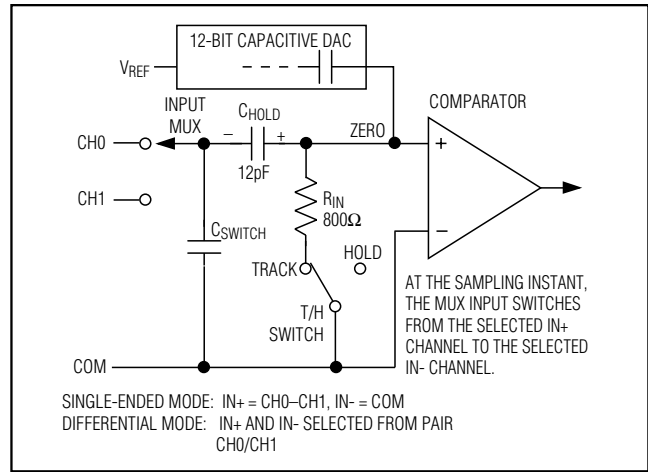 12-BIT CAPACITIVE DAC
VREF
COMPARATOR
INPUT
MUX
CHOLD
ZERO
CH0
− +
+
12pF
CH1
RIN
800Ω
CSWITCH
HOLD
−
TRACK
AT THE SAMPLING INSTANT,
THE MUX INPUT SWITCHES
FROM THE SELECTED IN+
CHANNEL TO THE SELECTED
IN- CHANNEL.
T/H
SWITCH
COM
SINGLE-ENDED MODE: IN+ = CH0–CH1, IN- = COM
DIFFERENTIAL MODE: IN+ AND IN- SELECTED FROM PAIR
CH0/CH1